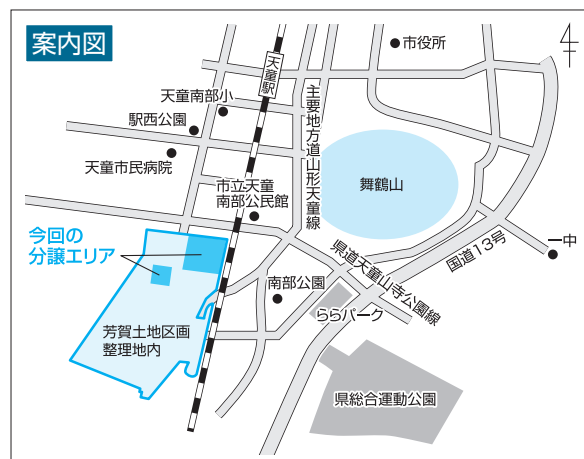 案内図
市役所
天童駅
天童南部小
駅西公園
主要地方道山形天童線
天童市民病院
舞鶴山
市立天童
南部公民館
今回の
分譲エリア
一中
国道13号
県道天童山寺公園線
南部公園
ららパーク
芳賀土地区画
整理地内
県総合運動公園